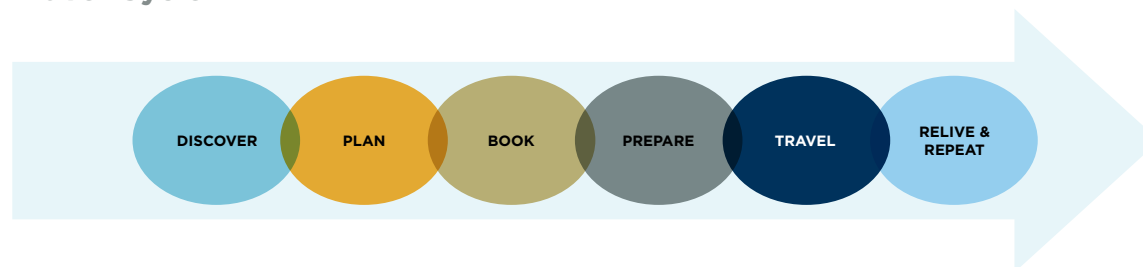 DISCOVER
PLAN
BOOK
PREPARE
TRAVEL
RELIVE &
REPEAT